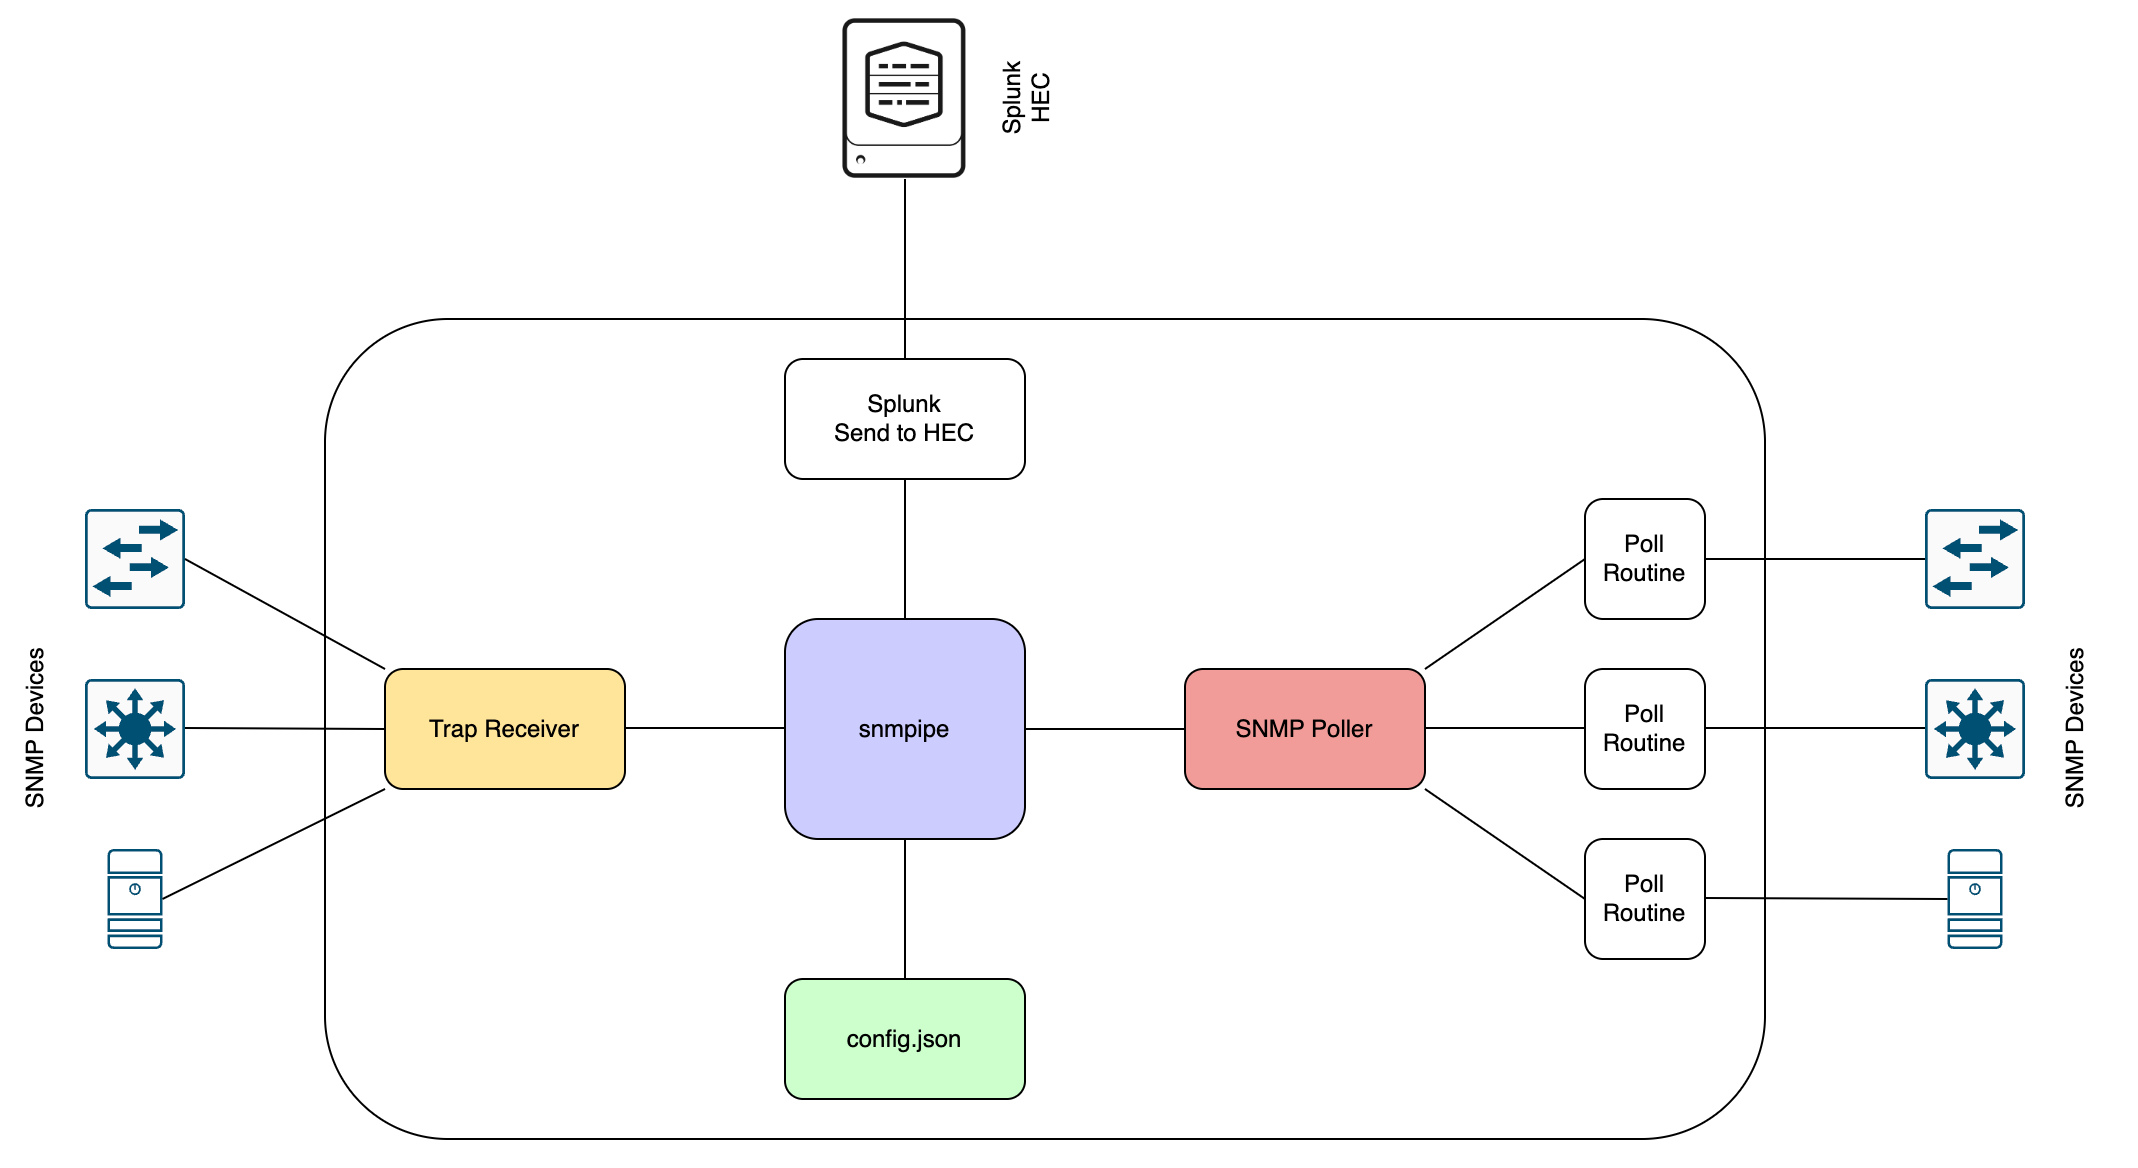 Splunk
HEC
Splunk
Send to HEC
Poll
Routine
SNMP Devices
Trap Receiver
snmpipe
SNMP Poller
Poll
Routine
SNMP Devices
Poll
Routine
config.json